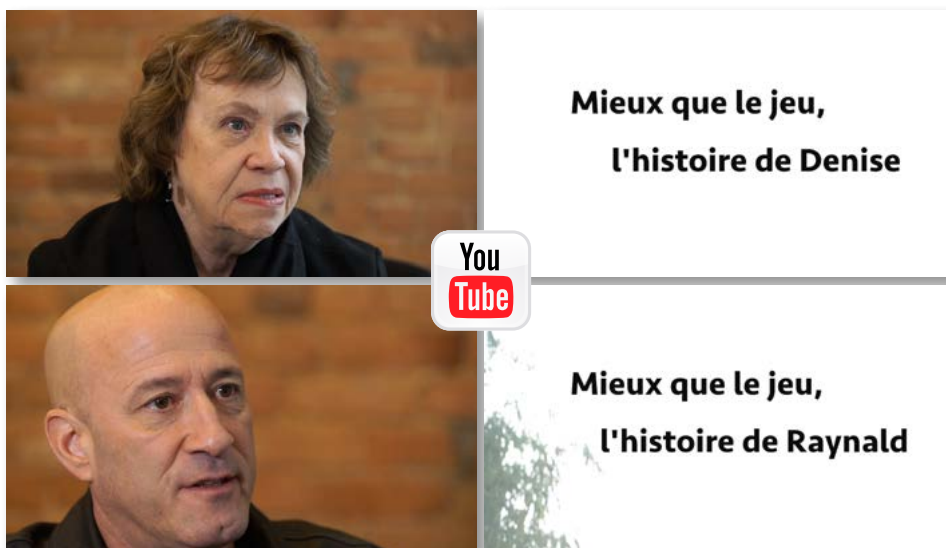 Mieux que le jeu,
l'histoire de Denise
You
Tube
Mieux que le jeu,
l'histoire de Raynald